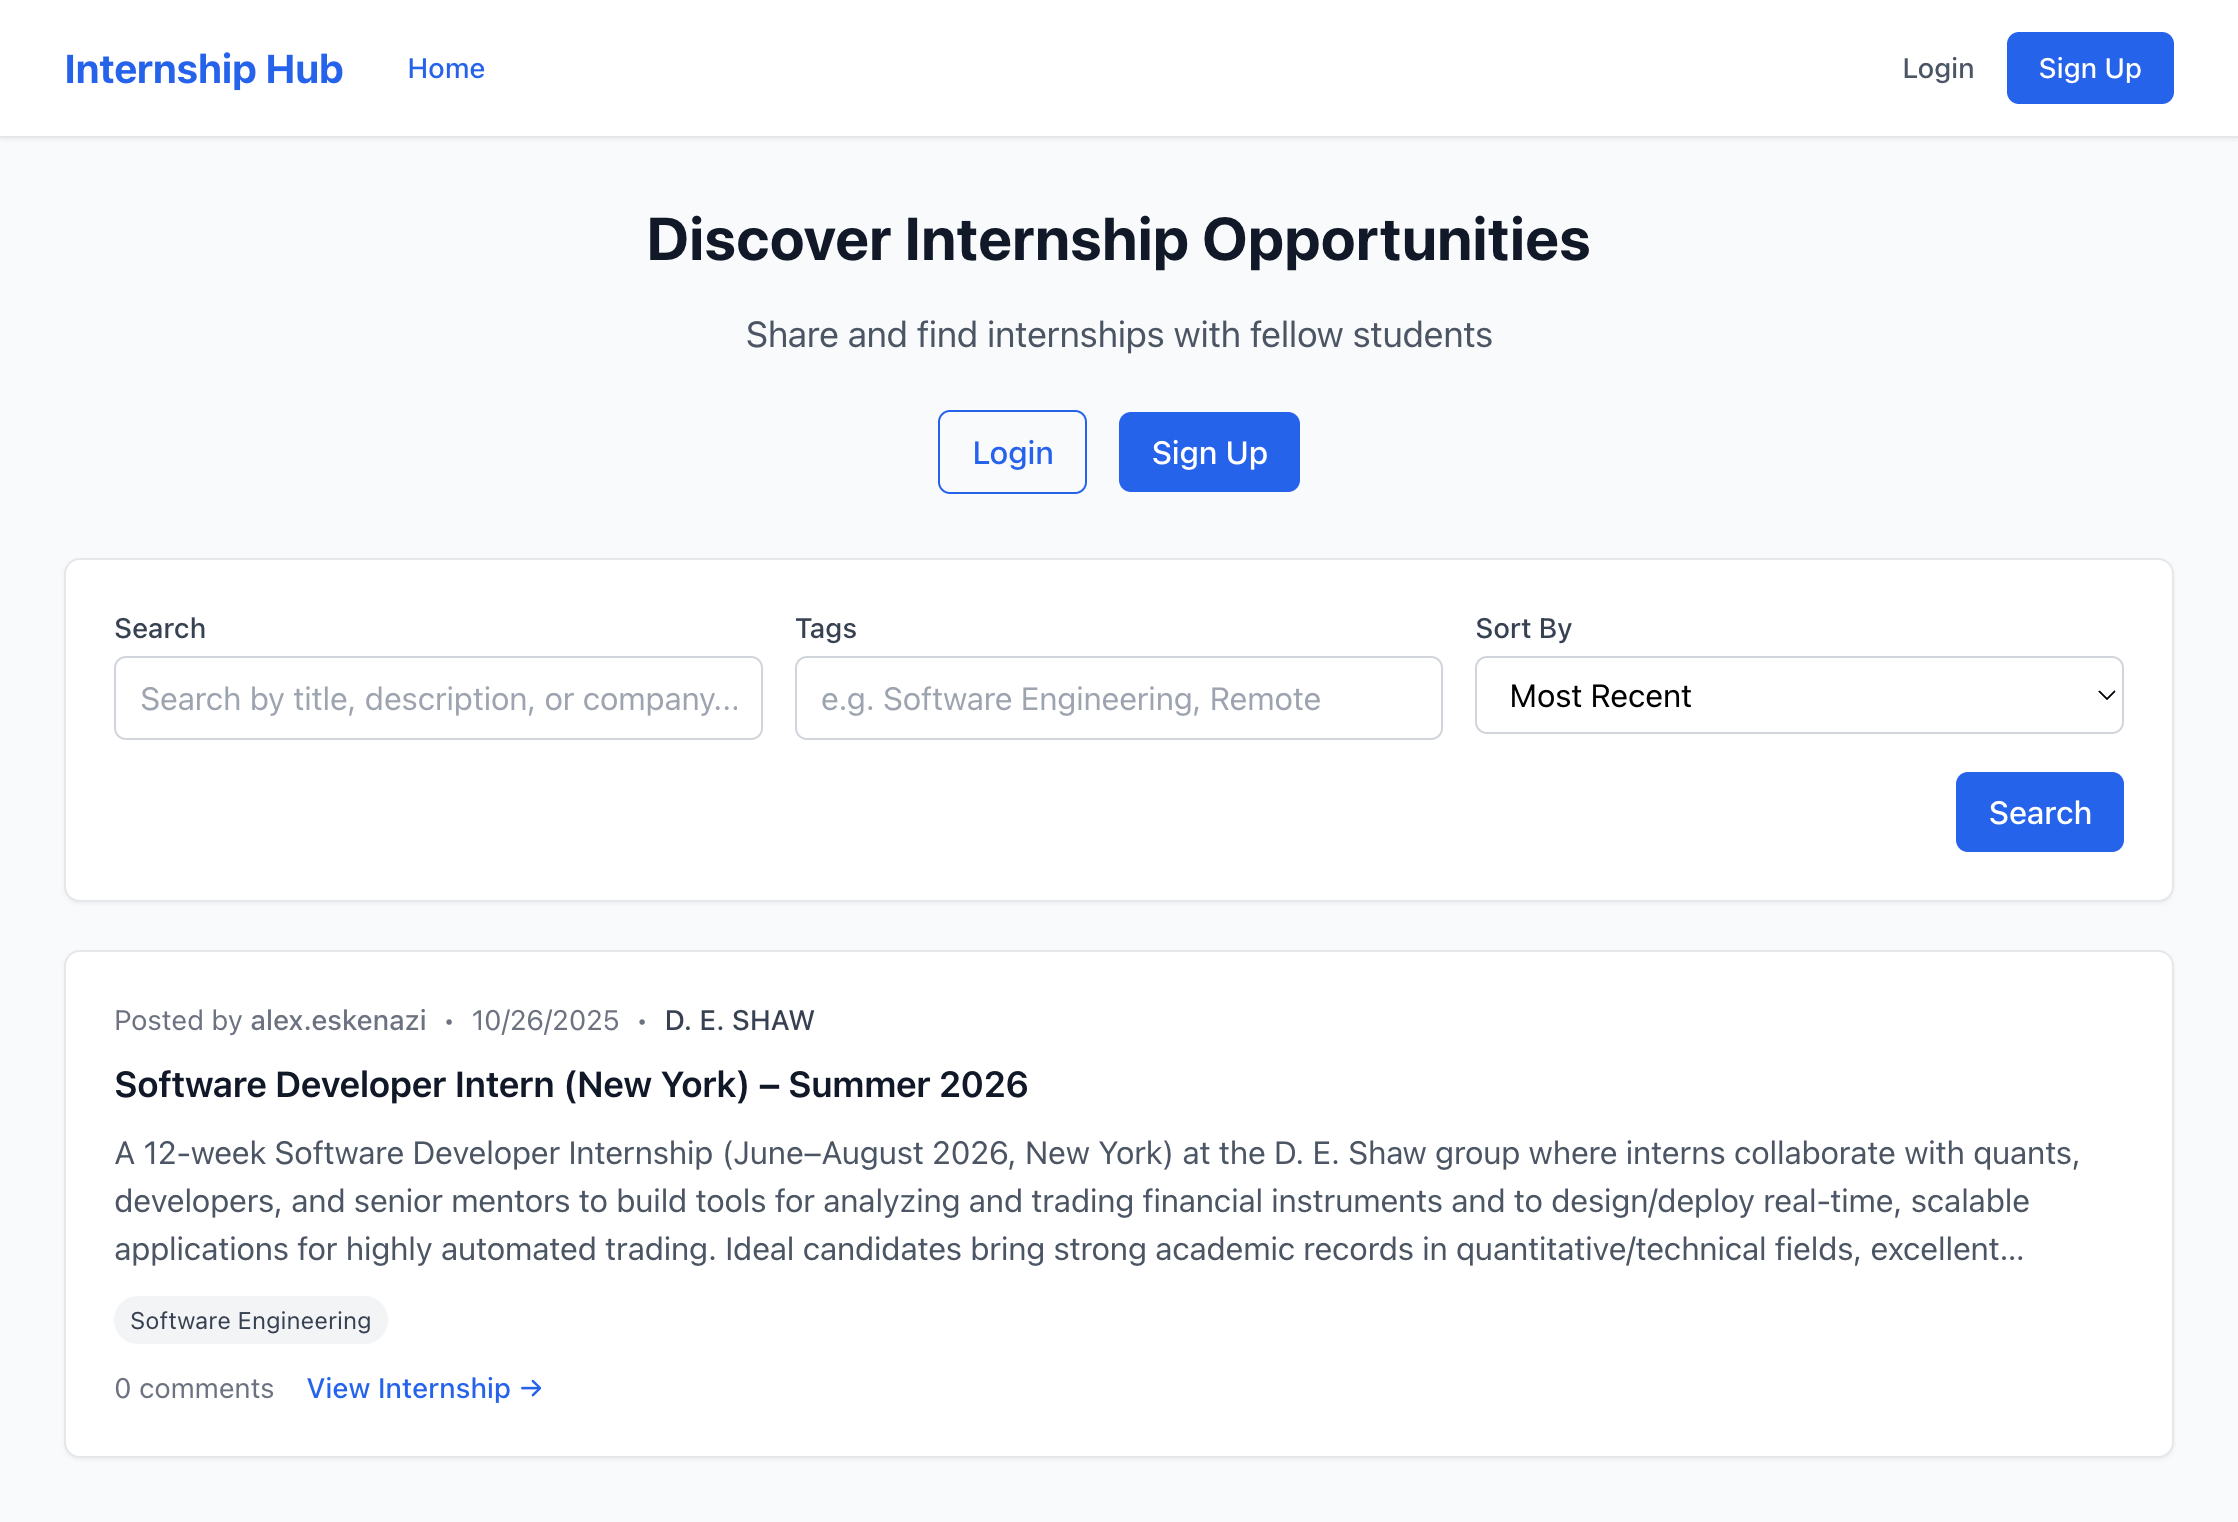 Internship Hub Home Login Sign Up
Discover Internship Opportunities
Share and find internships with fellow students
Login Sign Up
Search Tags Sort By
Search by title, description, or company... e.g. Software Engineering, Remote Most Recent
Search
Posted by alex.eskenazi • 10/26/2025 • D. E. SHAW
Software Developer Intern (New York) – Summer 2026
A 12-week Software Developer Internship (June–August 2026, New York) at the D. E. Shaw group where interns collaborate with quants,
developers, and senior mentors to build tools for analyzing and trading financial instruments and to design/deploy real-time, scalable
applications for highly automated trading. Ideal candidates bring strong academic records in quantitative/technical fields, excellent...
Software Engineering
0 comments View Internship →